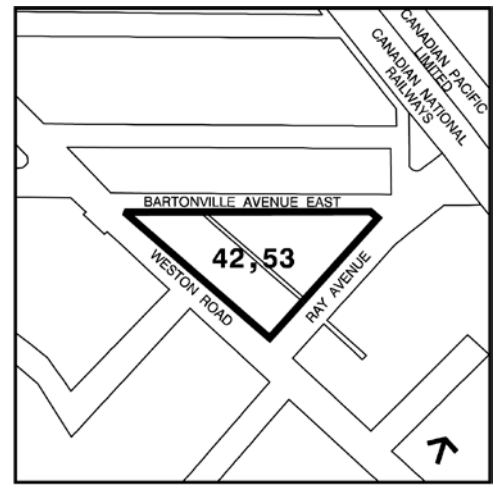 CANADIAN PACIFIC
LIMITED
CANADIAN NATIONAL
RAILWAYS
BARTONVILLE AVENUE EAST
42,53
WESTON ROAD
RAY AVENUE